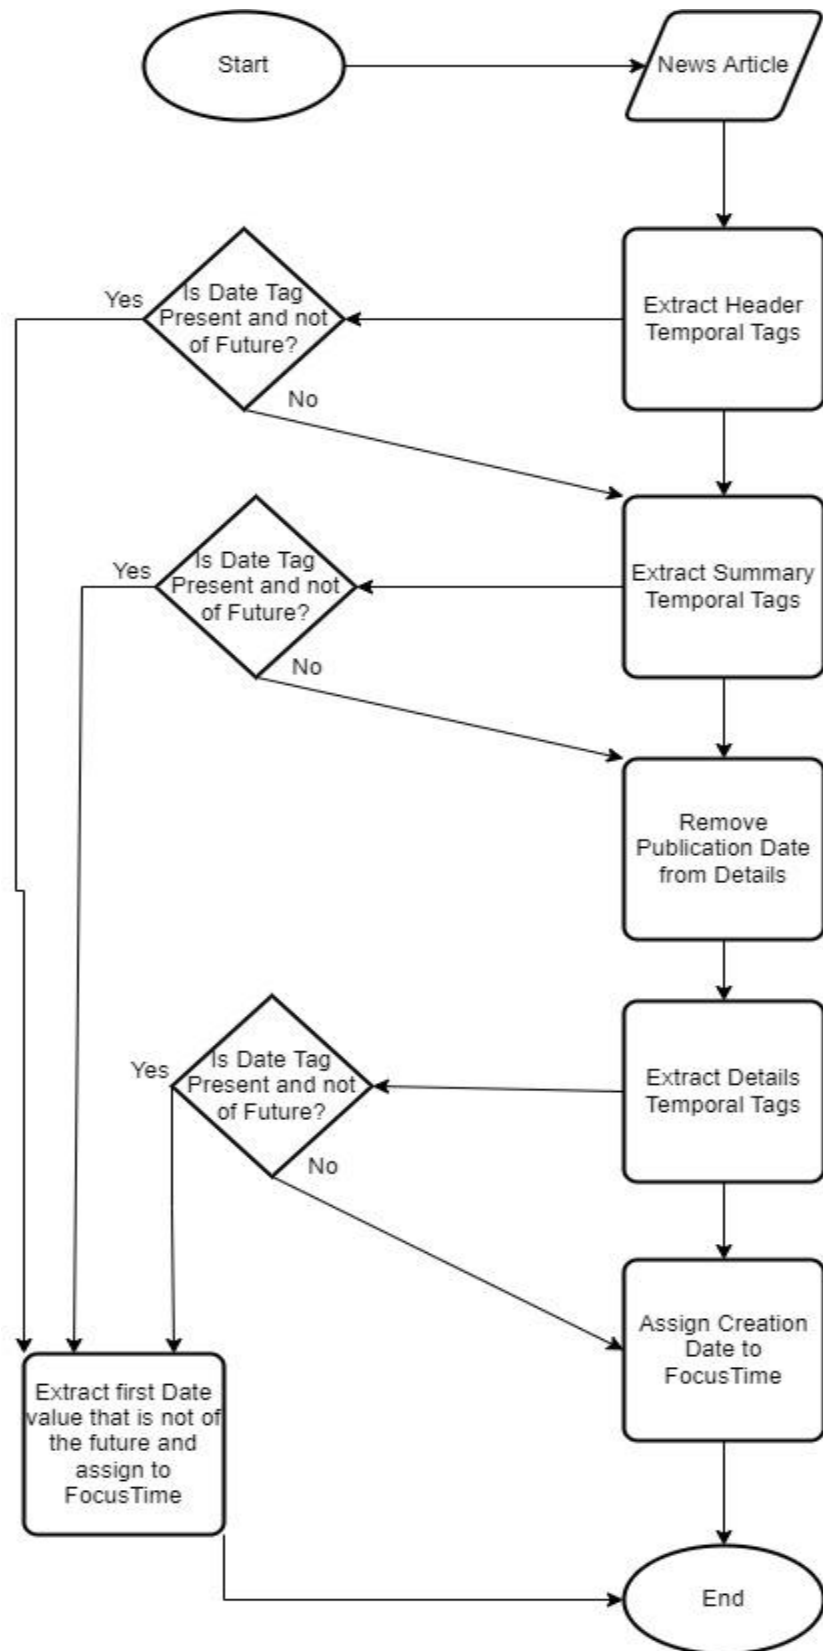 Start
News Article
Extract Header
Temporal Tags
Yes
Is Date Tag
Present and not
of Future?
No
Extract Summary
Temporal Tags
Yes
Is Date Tag
Present and not
of Future?
No
Remove
Publication Date
from Details
Extract Details
Temporal Tags
Yes
Is Date Tag
Present and not
of Future?
No
Assign Creation
Date to
FocusTime
Extract first Date
value that is not of
the future and
assign to
FocusTime
End